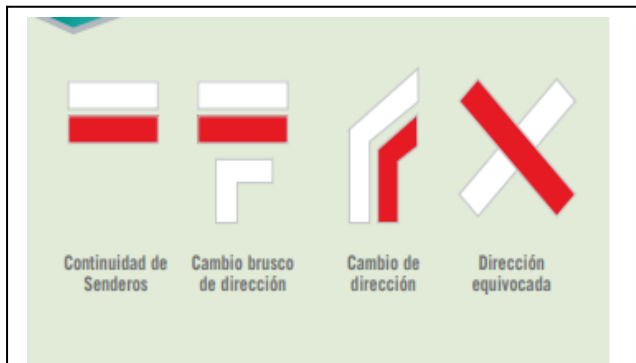 Continuidad de
Senderos
Cambio brusco
de dirección
Cambio de
dirección
Dirección
equivocada